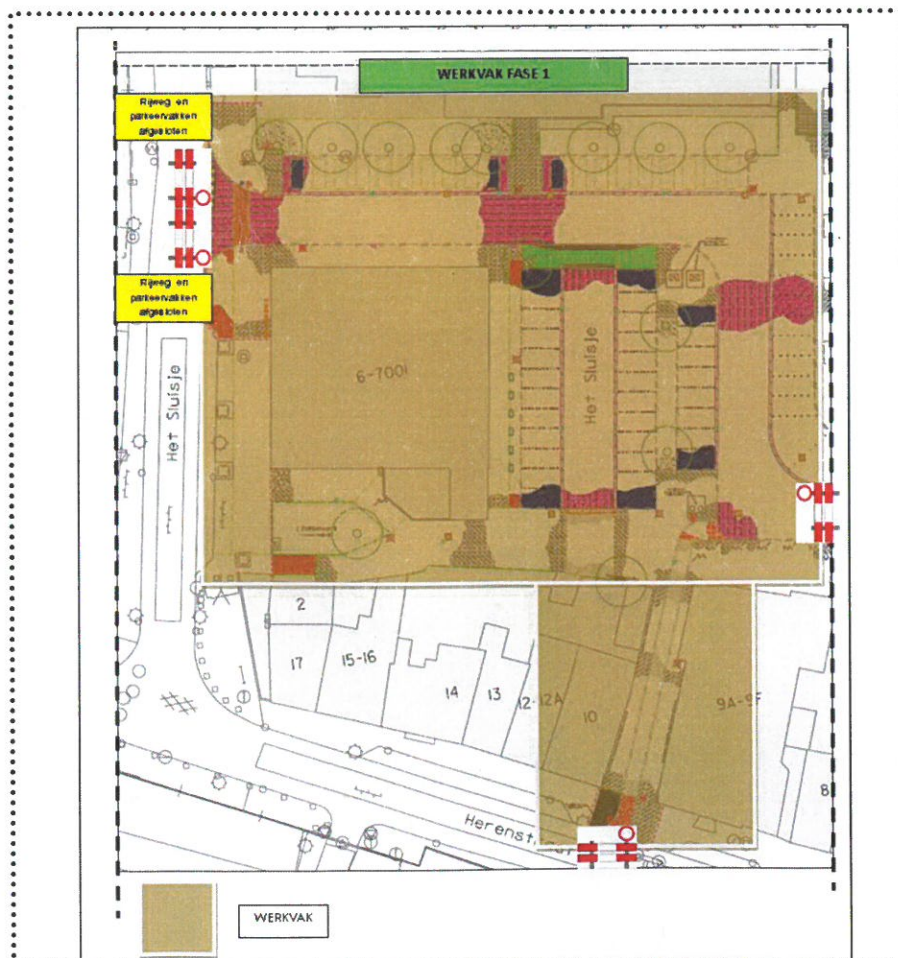 WERKVAK FASE 1
Rijweg en
parkeervakken
afgesloten
Rijweg en
parkeervakken
afgesloten
Het Sluisje
6-7001
Het Sluisje
2
17
15-16
14
13
12-12A
10
9A-9F
8
WERKVAK